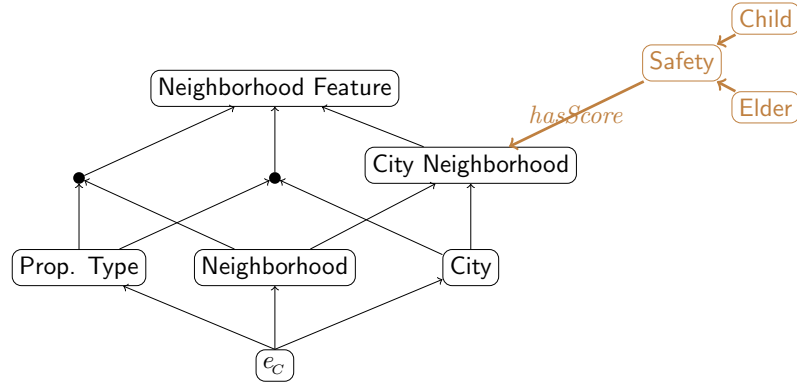 Child
Safety
Neighborhood Feature
Elder
hasScore
City Neighborhood
Prop. Type
Neighborhood
City
e_C